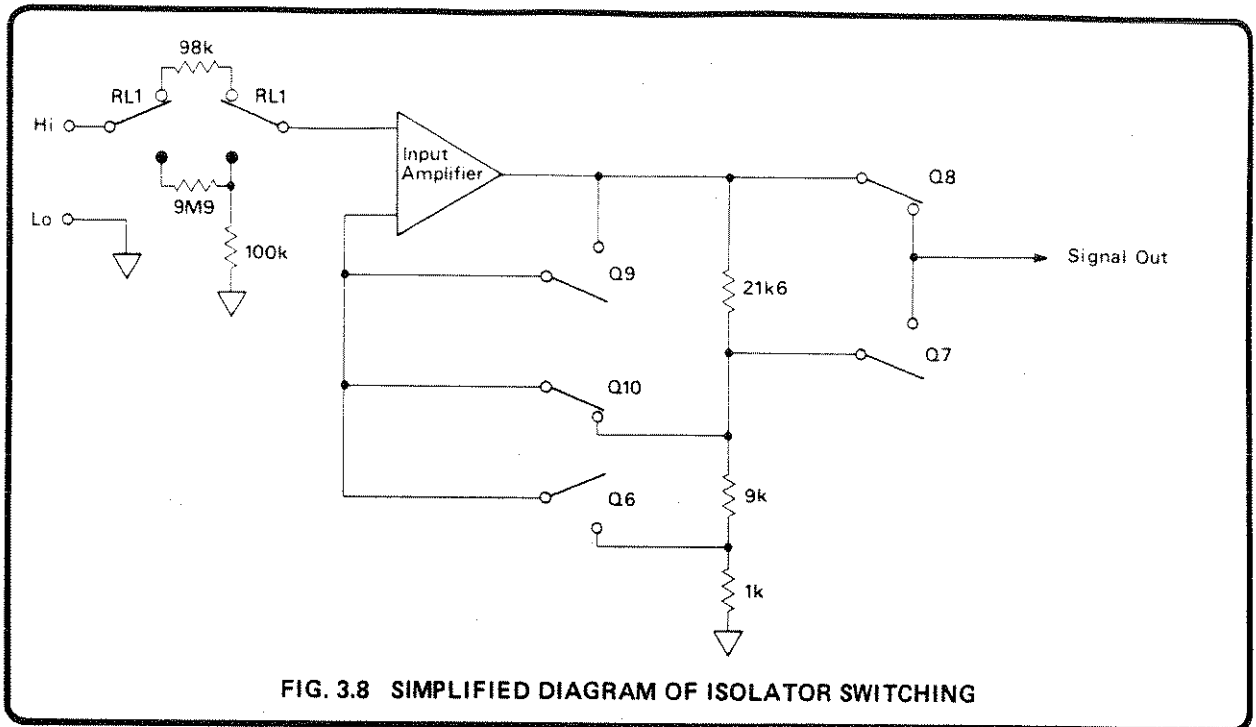 98k
RL1
RL1
Hi
Input
Amplifier
Q8
9M9
Lo
100k
Q9
21k6
Signal Out
Q7
Q10
Q6
9k
1k
FIG. 3.8 SIMPLIFIED DIAGRAM OF ISOLATOR SWITCHING